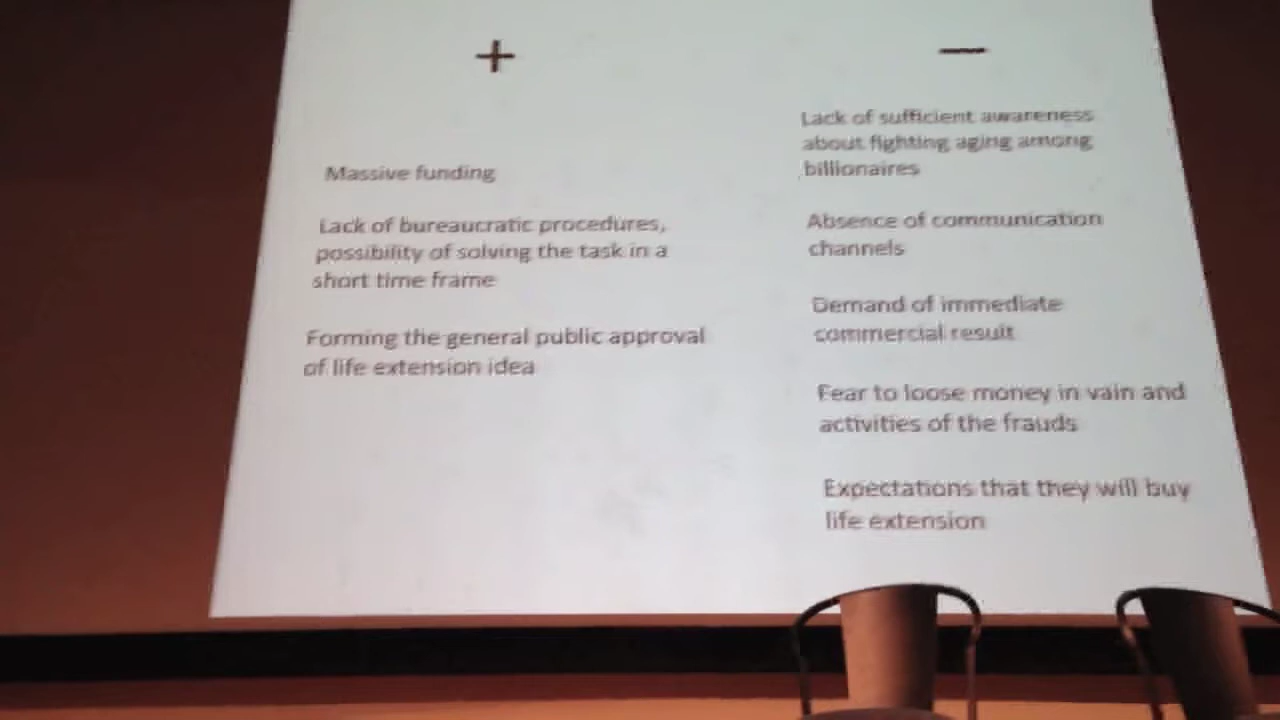 +
Massive funding
Lack of bureaucratic procedures,
possibility of solving the task in a
short time frame
Forming the general public approval
of life extension idea
—
Lack of sufficient awareness
about fighting aging among
billionaires
Absence of communication
channels
Demand of immediate
commercial result
Fear to loose money in vain and
activities of the frauds
Expectations that they will buy
life extension